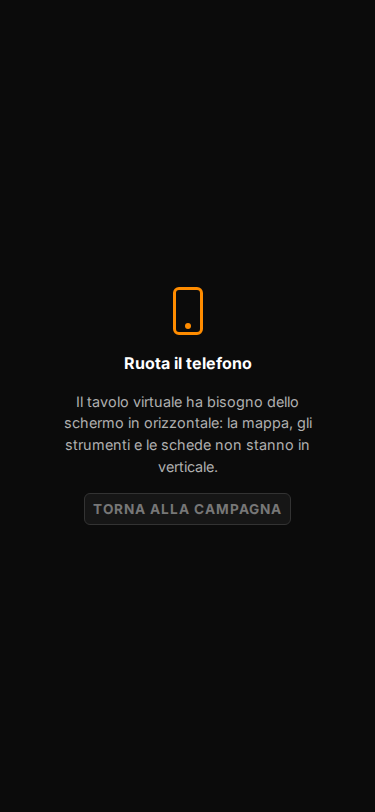 Ruota il telefono
Il tavolo virtuale ha bisogno dello
schermo in orizzontale: la mappa, gli
strumenti e le schede non stanno in
verticale.
TORNA ALLA CAMPAGNA